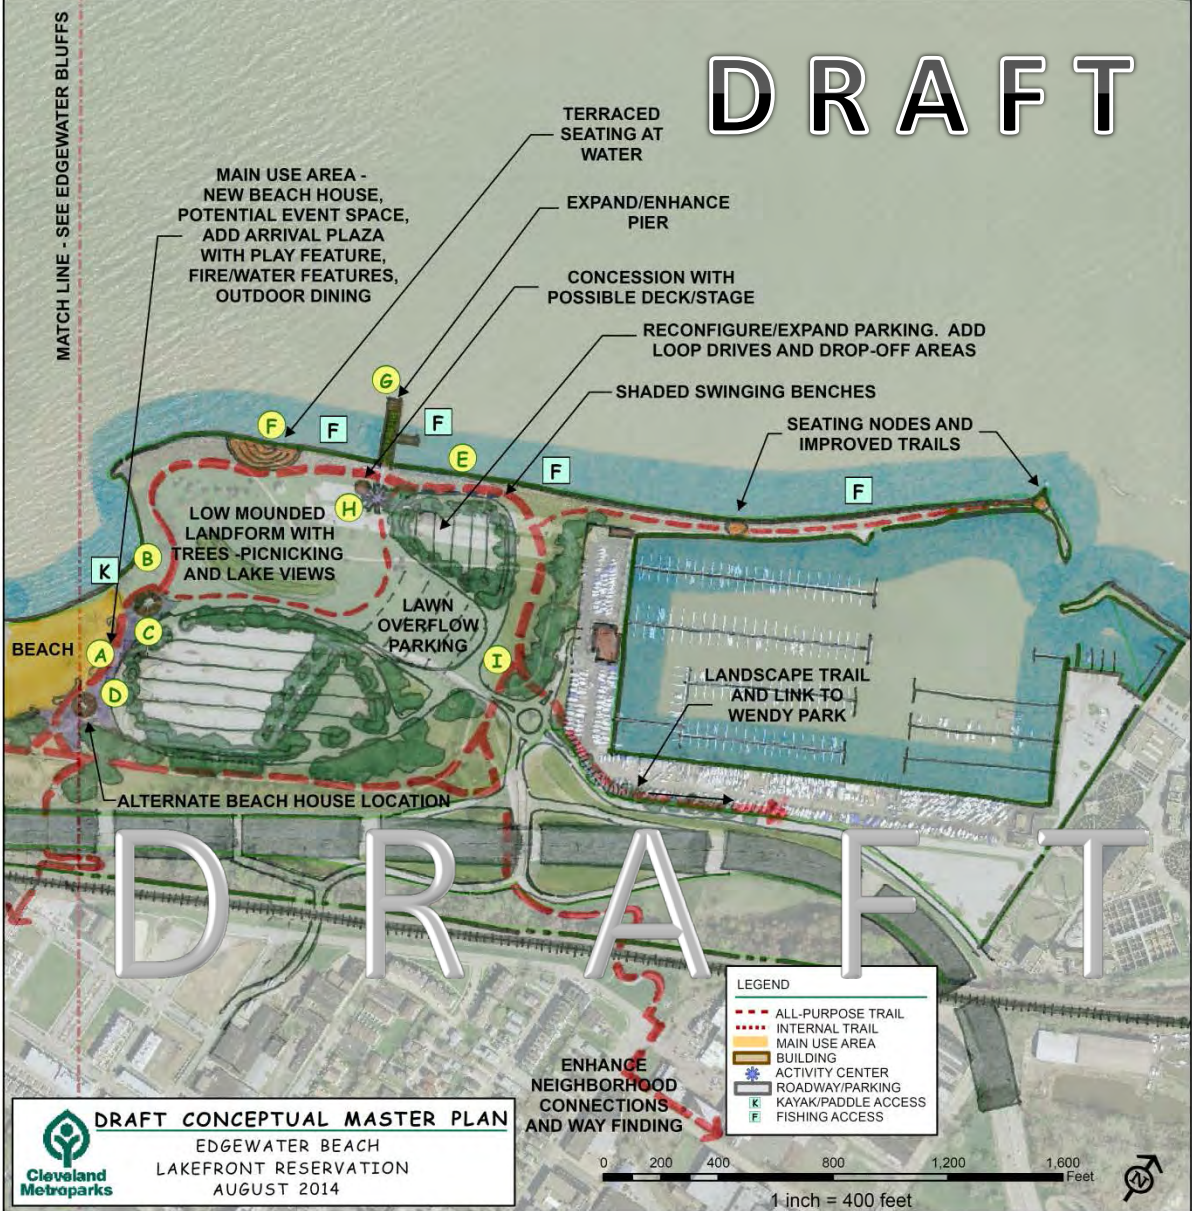 MATCH LINE - SEE EDGEWATER BLUFFS
DRAFT
TERRACED
SEATING AT
WATER
MAIN USE AREA -
NEW BEACH HOUSE,
POTENTIAL EVENT SPACE,
ADD ARRIVAL PLAZA
WITH PLAY FEATURE,
FIRE/WATER FEATURES,
OUTDOOR DINING
EXPAND/ENHANCE
PIER
CONCESSION WITH
POSSIBLE DECK/STAGE
RECONFIGURE/EXPAND PARKING. ADD
LOOP DRIVES AND DROP-OFF AREAS
SHADED SWINGING BENCHES
SEATING NODES AND
IMPROVED TRAILS
G
F
F
F
E
F
F
H
LOW MOUNDED
LANDFORM WITH
TREES -PICNICKING
AND LAKE VIEWS
B
K
LAWN
OVERFLOW
PARKING
C
BEACH
A
I
D
LANDSCAPE TRAIL
AND LINK TO
WENDY PARK
ALTERNATE BEACH HOUSE LOCATION
DRAFT
LEGEND
ALL-PURPOSE TRAIL
INTERNAL TRAIL
MAIN USE AREA
BUILDING
ACTIVITY CENTER
ROADWAY/PARKING
K KAYAK/PADDLE ACCESS
F FISHING ACCESS
ENHANCE
NEIGHBORHOOD
CONNECTIONS
AND WAY FINDING
DRAFT CONCEPTUAL MASTER PLAN
EDGEWATER BEACH
LAKEFRONT RESERVATION
AUGUST 2014
Cleveland
Metroparks
0 200 400 800 1,200 1,600
Feet
1 inch = 400 feet
N